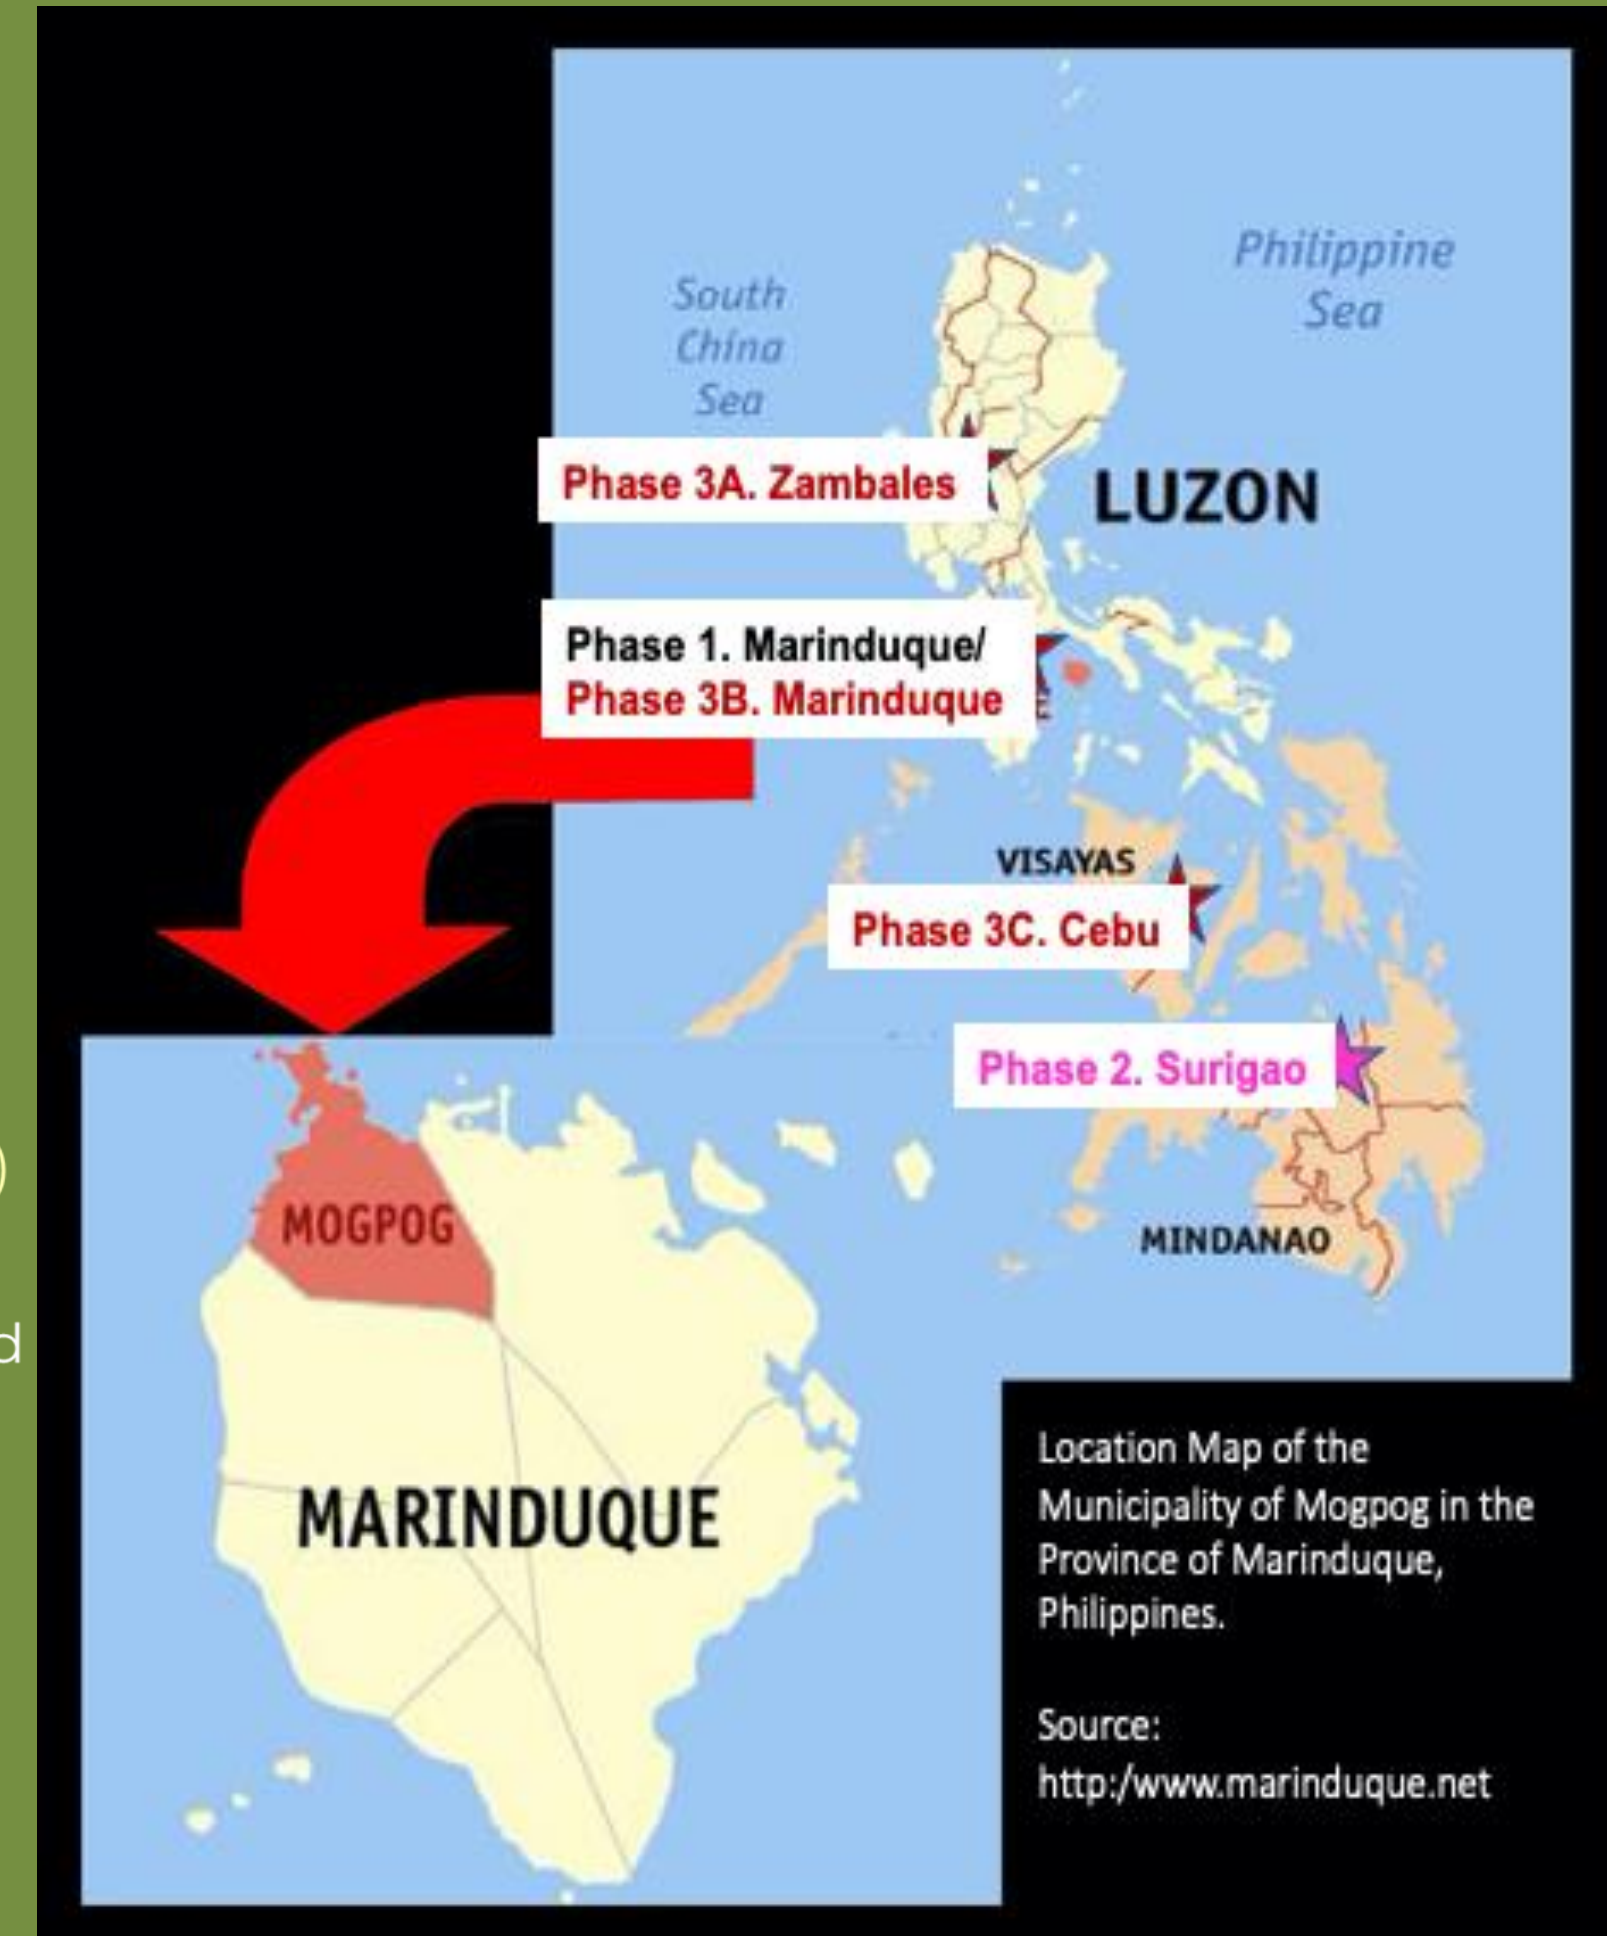 South
China
Sea
Philippine
Sea
Phase 3A. Zambales
LUZON
Phase 1. Marinduque/
Phase 3B. Marinduque
VISAYAS
Phase 3C. Cebu
Phase 2. Surigao
MINDANAO
MOGPOG
MARINDUQUE
)
d
Location Map of the
Municipality of Mogpog in the
Province of Marinduque,
Philippines.
Source:
http:/www.marinduque.net